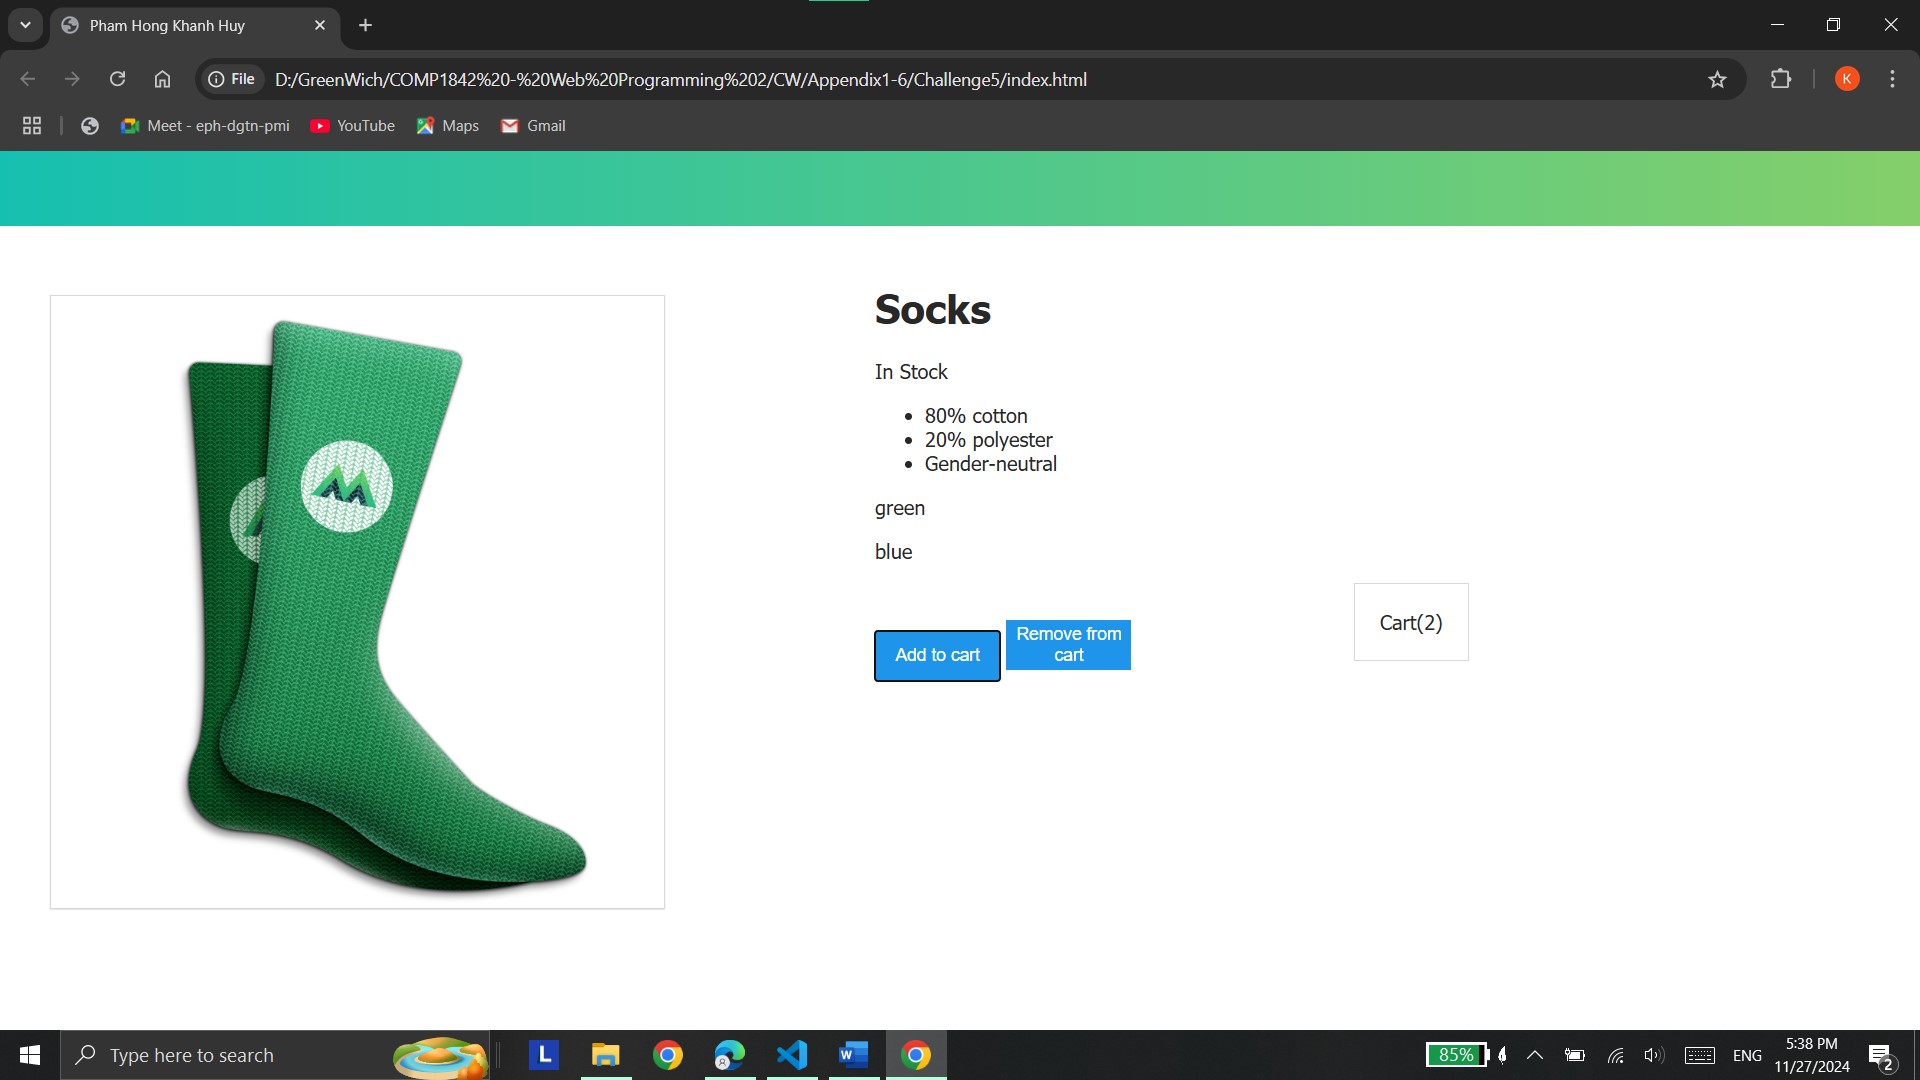 Pham Hong Khanh Huy
File
D:/GreenWich/COMP1842%20-%20Web%20Programming%202/CW/Appendix1-6/Challenge5/index.html
K
Meet - eph-dgtn-pmi
YouTube
Maps
Gmail
Socks
In Stock
80% cotton
20% polyester
Gender-neutral
green
blue
Cart(2)
Add to cart
Remove from
cart
Type here to search
L
W
85%
ENG
5:38 PM
11/27/2024
2